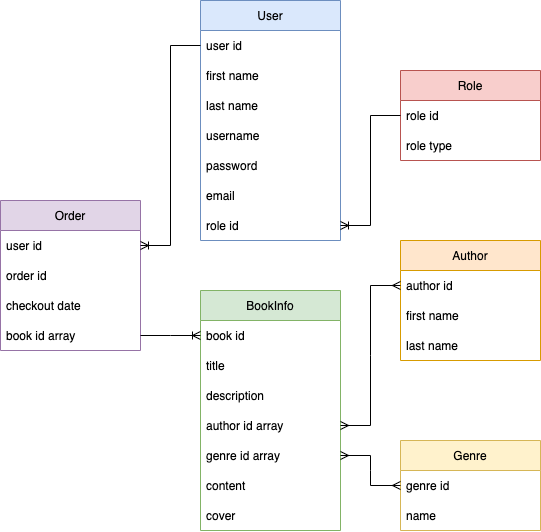 User
user id
first name
last name
username
password
email
role id
Role
role id
role type
Order
user id
order id
checkout date
book id array
BookInfo
book id
title
description
author id array
genre id array
content
cover
Author
author id
first name
last name
Genre
genre id
name